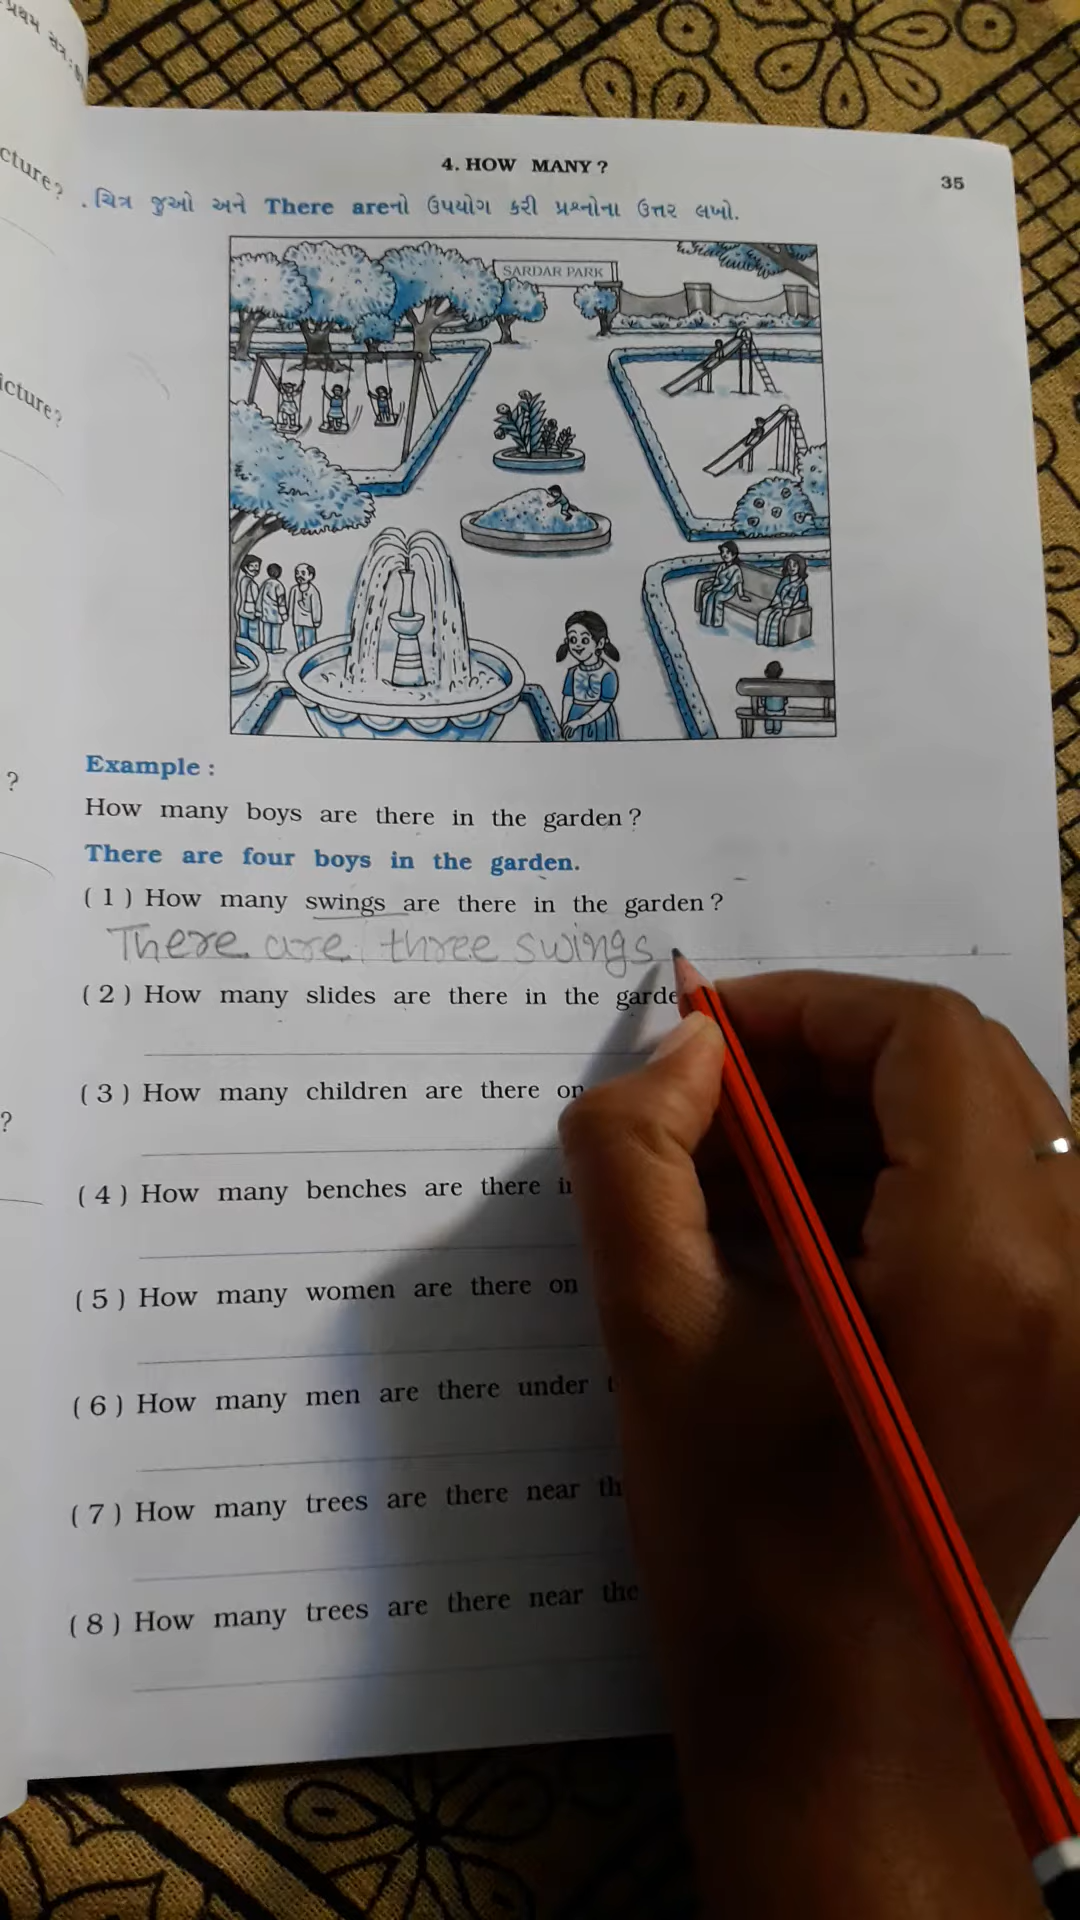 4. HOW MANY ?
35
ચિત્ર જુઓ અને There areનો ઉપયોગ કરી પ્રશ્નોના ઉત્તર લખો.
SARDAR PARK
Example :
How many boys are there in the garden ?
There are four boys in the garden.
( 1 ) How many swings are there in the garden ?
There are three swings
( 2 ) How many slides are there in the garde
( 3 ) How many children are there on
( 4 ) How many benches are there in
( 5 ) How many women are there on
( 6 ) How many men are there under
( 7 ) How many trees are there near th
( 8 ) How many trees are there near the
cture?
icture?
?
?